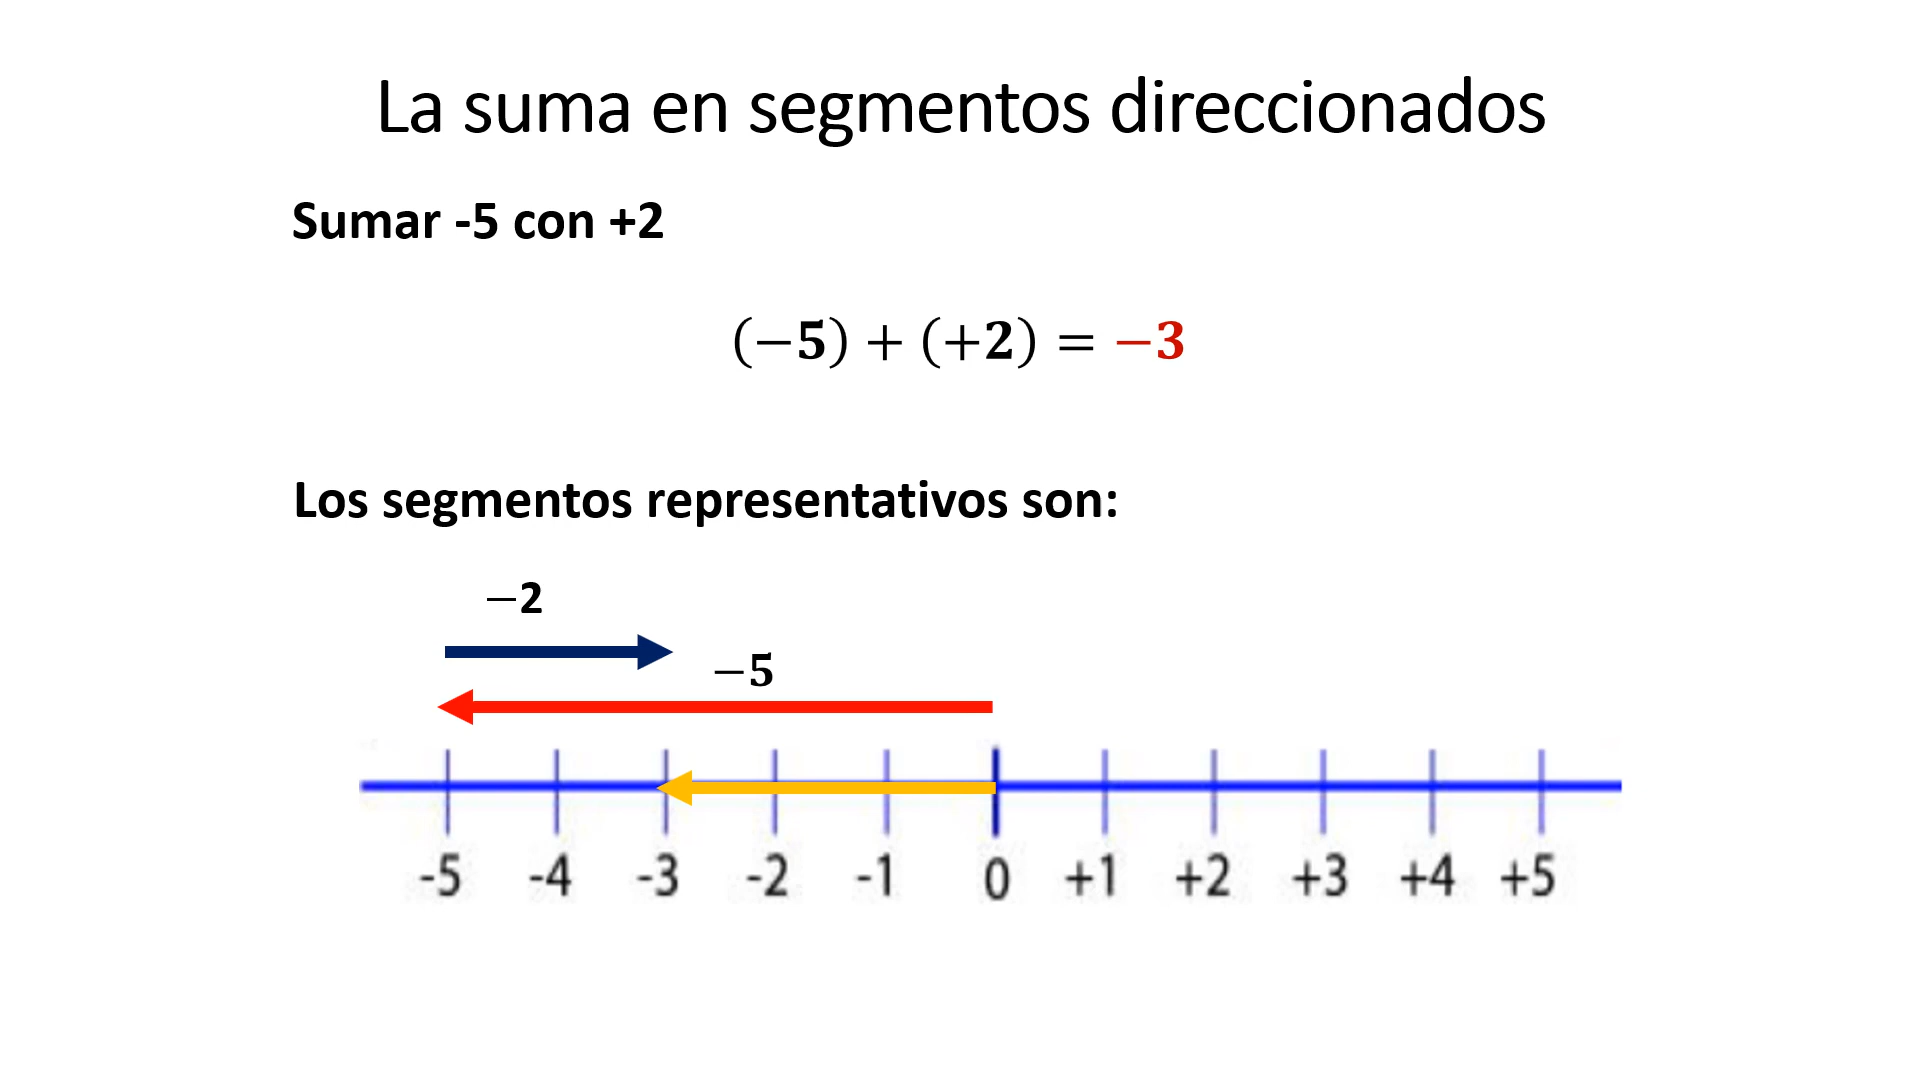 La suma en segmentos direccionados
Sumar -5 con +2
(−5) + (+2) = −3
Los segmentos representativos son:
−2
−5
-5 -4 -3 -2 -1 0 +1 +2 +3 +4 +5